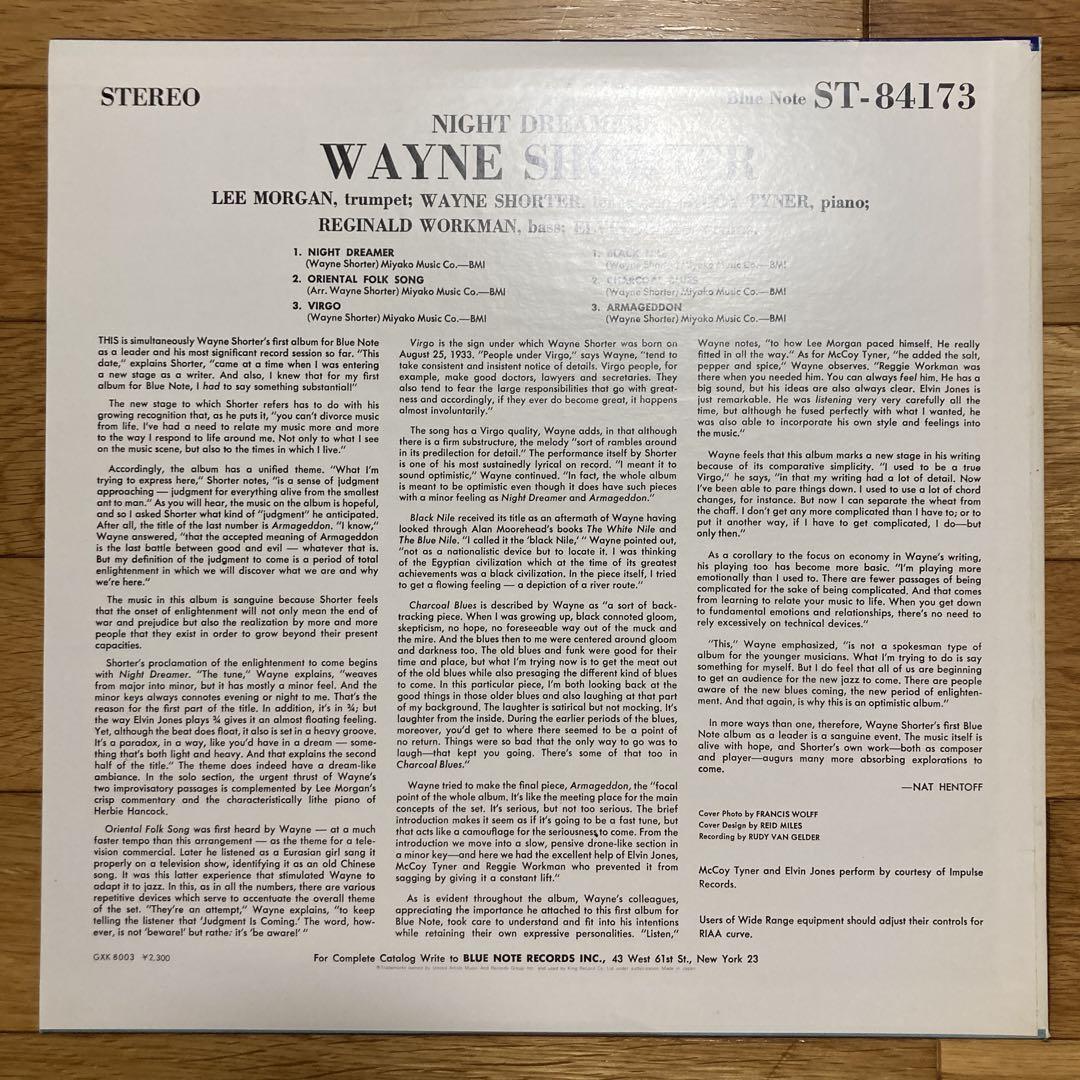 STEREO
Blue Note ST-84173
NIGHT DREAMER
WAYNE SHORTER
LEE MORGAN, trumpet; WAYNE SHORTER, McCOY TYNER, piano;
REGINALD WORKMAN, bass;
1. NIGHT DREAMER
(Wayne Shorter) Miyako Music Co.—BMI
2. ORIENTAL FOLK SONG
(Arr. Wayne Shorter) Miyako Music Co.—BMI
3. VIRGO
(Wayne Shorter) Miyako Music Co.—BMI
1. BLACK NILE
(Wayne Shorter) Miyako Music Co.—BMI
2. CHARCOAL BLUES
(Wayne Shorter) Miyako Music Co.—BMI
3. ARMAGEDDON
(Wayne Shorter) Miyako Music Co.—BMI
THIS is simultaneously Wayne Shorter's first album for Blue Note
as a leader and his most significant record session so far. "This
date," explains Shorter, "came at a time when I was entering
a new stage as a writer. And also, I knew that for my first
album for Blue Note, I had to say something substantial!"
The new stage to which Shorter refers has to do with his
growing recognition that, as he puts it, "you can't divorce music
from life. I've had a need to relate my music more and more
to the way I respond to life around me. Not only to what I see
on the music scene, but also to the times in which I live."
Accordingly, the album has a unified theme. "What I'm
trying to express here," Shorter notes, "is a sense of judgment
approaching — judgment for everything alive from the smallest
ant to man." As you will hear, the music on the album is hopeful,
and so I asked Shorter what kind of "judgment" he anticipated.
After all, the title of the last number is Armageddon. "I know,"
Wayne answered, "that the accepted meaning of Armageddon
is the last battle between good and evil — whatever that is.
But my definition of the judgment to come is a period of total
enlightenment in which we will discover what we are and why
we're here."
The music in this album is sanguine because Shorter feels
that the onset of enlightenment will not only mean the end of
war and prejudice but also the realization by more and more
people that they exist in order to grow beyond their present
capacities.
Shorter's proclamation of the enlightenment to come begins
with Night Dreamer. "The tune," Wayne explains, "weaves
from major into minor, but it has mostly a minor feel. And the
minor keys always connotes evening or night to me. That's the
reason for the first part of the title. In addition, it's in ¾; but
the way Elvin Jones plays ¾ gives it an almost floating feeling.
Yet, although the beat does float, it also is set in a heavy groove.
It's a paradox, in a way, like you'd have in a dream — some-
thing that's both light and heavy. And that explains the second
half of the title." The theme does indeed have a dream-like
ambiance. In the solo section, the urgent thrust of Wayne's
two improvisatory passages is complemented by Lee Morgan's
crisp commentary and the characteristically lithe piano of
Herbie Hancock.
Oriental Folk Song was first heard by Wayne — at a much
faster tempo than this arrangement — as the theme for a tele-
vision commercial. Later he listened as a Eurasian girl sang it
properly on a television show, identifying it as an old Chinese
song. It was this latter experience that stimulated Wayne to
adapt it to jazz. In this, as in all the numbers, there are various
repetitive devices which serve to accentuate the overall theme
of the set. "They're an attempt," Wayne explains, "to keep
telling the listener that 'Judgment Is Coming.' The word, how-
ever, is not 'beware!' but rather it's 'be aware!' "
Virgo is the sign under which Wayne Shorter was born on
August 25, 1933. "People under Virgo," says Wayne, "tend to
take consistent and insistent notice of details. Virgo people, for
example, make good doctors, lawyers and secretaries. They
also tend to fear the large responsibilities that go with great-
ness and accordingly, if they ever do become great, it happens
almost involuntarily."
The song has a Virgo quality, Wayne adds, in that although
there is a firm substructure, the melody "sort of rambles around
in its predilection for detail." The performance itself by Shorter
is one of his most sustainedly lyrical on record. "I meant it to
sound optimistic," Wayne continued. "In fact, the whole album
is meant to be optimistic even though it does have such pieces
with a minor feeling as Night Dreamer and Armageddon."
Black Nile received its title as an aftermath of Wayne having
looked through Alan Moorehead's books The White Nile and
The Blue Nile. "I called it the 'black Nile,' " Wayne pointed out,
"not as a nationalistic device but to locate it. I was thinking
of the Egyptian civilization which at the time of its greatest
achievements was a black civilization. In the piece itself, I tried
to get a flowing feeling — a depiction of a river route."
Charcoal Blues is described by Wayne as "a sort of back-
tracking piece. When I was growing up, black connoted gloom,
skepticism, no hope, no foreseeable way out of the muck and
the mire. And the blues then to me were centered around gloom
and darkness too. The old blues and funk were good for their
time and place, but what I'm trying now is to get the meat out
of the old blues while also presaging the different kind of blues
to come. In this particular piece, I'm both looking back at the
good things in those older blues and also laughing at that part
of my background. The laughter is satirical but not mocking. It's
laughter from the inside. During the earlier periods of the blues,
moreover, you'd get to where there seemed to be a point of
no return. Things were so bad that the only way to go was to
laugh—that kept you going. There's some of that too in
Charcoal Blues."
Wayne tried to make the final piece, Armageddon, the "focal
point of the whole album. It's like the meeting place for the main
concepts of the set. It's serious, but not too serious. The brief
introduction makes it seem as if it's going to be a fast tune, but
that acts like a camouflage for the seriousness to come. From the
introduction we move into a slow, pensive drone-like section in
a minor key—and here we had the excellent help of Elvin Jones,
McCoy Tyner and Reggie Workman who prevented it from
sagging by giving it a constant lift."
As is evident throughout the album, Wayne's colleagues,
appreciating the importance he attached to this first album for
Blue Note, took care to understand and fit into his intentions
while retaining their own expressive personalities. "Listen,"
Wayne notes, "to how Lee Morgan paced himself. He really
fitted in all the way." As for McCoy Tyner, "he added the salt,
pepper and spice," Wayne observes. "Reggie Workman was
there when you needed him. You can always feel him, He has a
big sound, but his ideas are also always clear. Elvin Jones is
just remarkable. He was listening very very carefully all the
time, but although he fused perfectly with what I wanted, he
was also able to incorporate his own style and feelings into
the music."
Wayne feels that this album marks a new stage in his writing
because of its comparative simplicity. "I used to be a true
Virgo," he says, "in that my writing had a lot of detail. Now
I've been able to pare things down. I used to use a lot of chord
changes, for instance. But now I can separate the wheat from
the chaff. I don't get any more complicated than I have to; or to
put it another way, if I have to get complicated, I do—but
only then."
As a corollary to the focus on economy in Wayne's writing,
his playing too has become more basic. "I'm playing more
emotionally than I used to. There are fewer passages of being
complicated for the sake of being complicated. And that comes
from learning to relate your music to life. When you get down
to fundamental emotions and relationships, there's no need to
rely excessively on technical devices."
"This," Wayne emphasized, "is not a spokesman type of
album for the younger musicians. What I'm trying to do is say
something for myself. But I do feel that all of us are beginning
to get an audience for the new jazz to come. There are people
aware of the new blues coming, the new period of enlighten-
ment. And that again, is why this is an optimistic album."
In more ways than one, therefore, Wayne Shorter's first Blue
Note album as a leader is a sanguine event. The music itself is
alive with hope, and Shorter's own work—both as composer
and player—augurs many more absorbing explorations to
come.
—NAT HENTOFF
Cover Photo by FRANCIS WOLFF
Cover Design by REID MILES
Recording by RUDY VAN GELDER
McCoy Tyner and Elvin Jones perform by courtesy of Impulse
Records.
Users of Wide Range equipment should adjust their controls for
RIAA curve.
GXK 8003 ¥2,300
For Complete Catalog Write to BLUE NOTE RECORDS INC., 43 West 61st St., New York 23
®Trademarks owned by United Artists Music And Records Group Inc. and used by King Record Co. Ltd under authorization Made in Japan